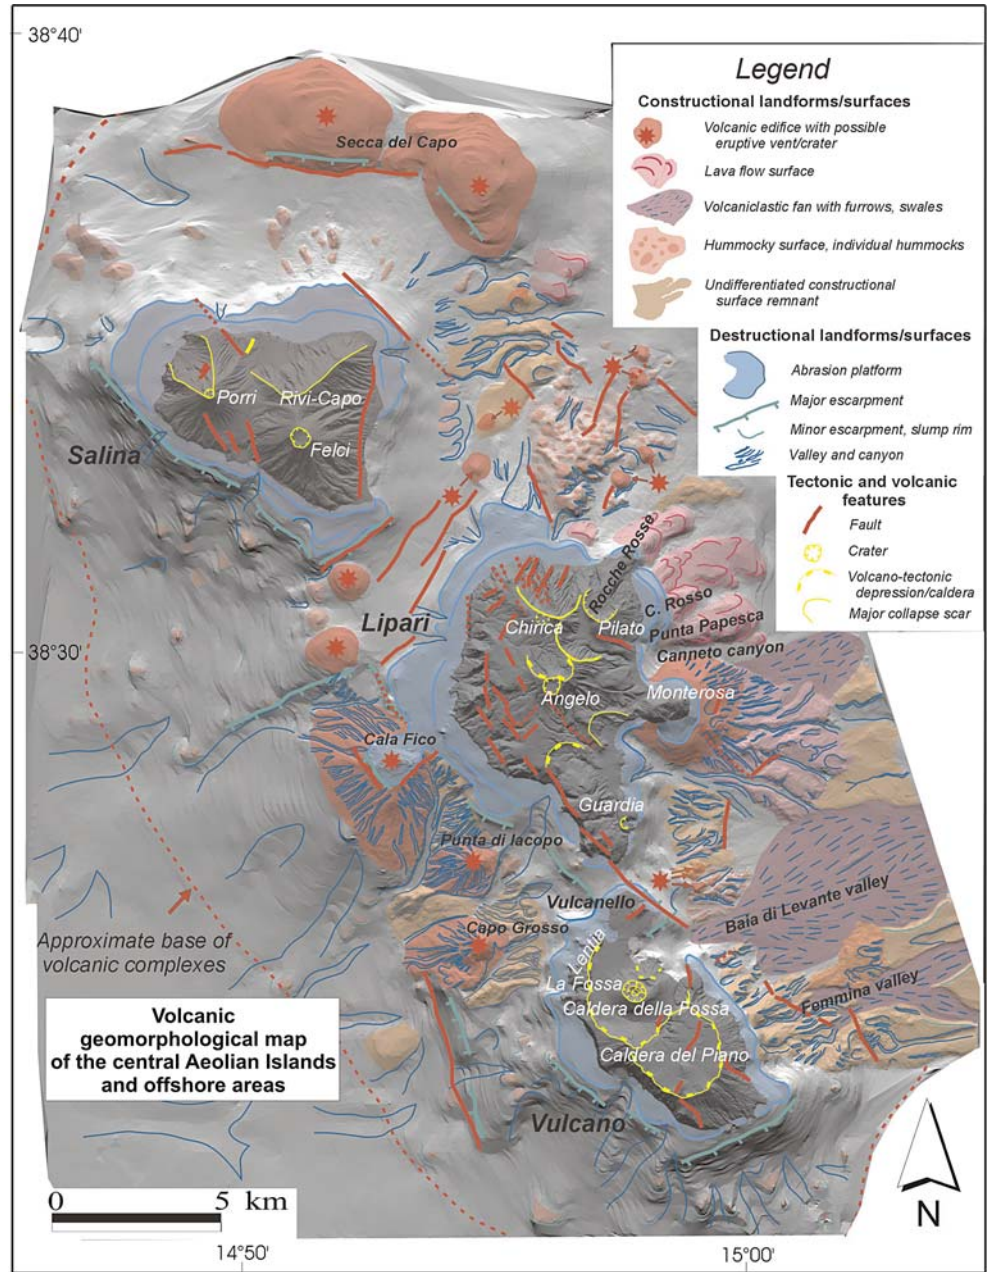 38°40'
Legend
Constructional landforms/surfaces
Volcanic edifice with possible
eruptive vent/crater
Lava flow surface
Volcaniclastic fan with furrows, swales
Hummocky surface, individual hummocks
Undifferentiated constructional
surface remnant
Destructional landforms/surfaces
Abrasion platform
Major escarpment
Minor escarpment, slump rim
Valley and canyon
Tectonic and volcanic
features
Fault
Crater
Volcano-tectonic
depression/caldera
Major collapse scar
Secca del Capo
Porri
Rivi-Capo
Felci
Salina
Rocche Rosse
C. Rosso
Lipari
Chirica
Pilato
Punta Papesca
38°30'
Canneto canyon
Angelo
Monterosa
Cala Fico
Guardia
Punta di Iacopo
Vulcanello
Baia di Levante valley
Capo Grosso
Approximate base of
volcanic complexes
Lentia
La Fossa
Caldera della Fossa
Femmina valley
Caldera del Piano
Volcanic
geomorphological map
of the central Aeolian Islands
and offshore areas
Vulcano
0 5 km
N
14°50'
15°00'